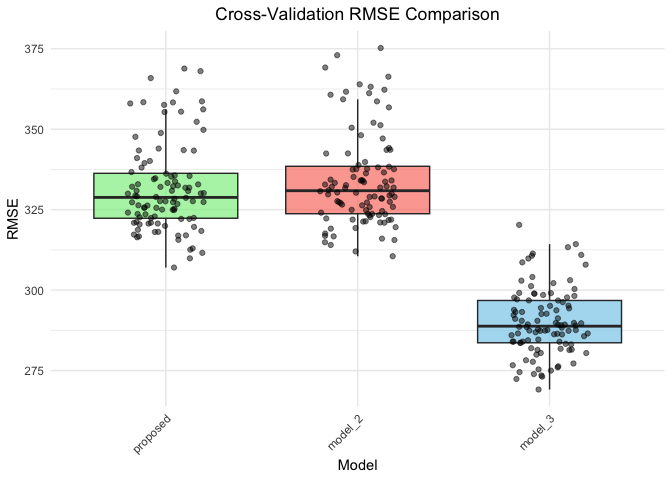 Cross-Validation RMSE Comparison
375
350
325
300
275
RMSE
proposed
model_2
model_3
Model